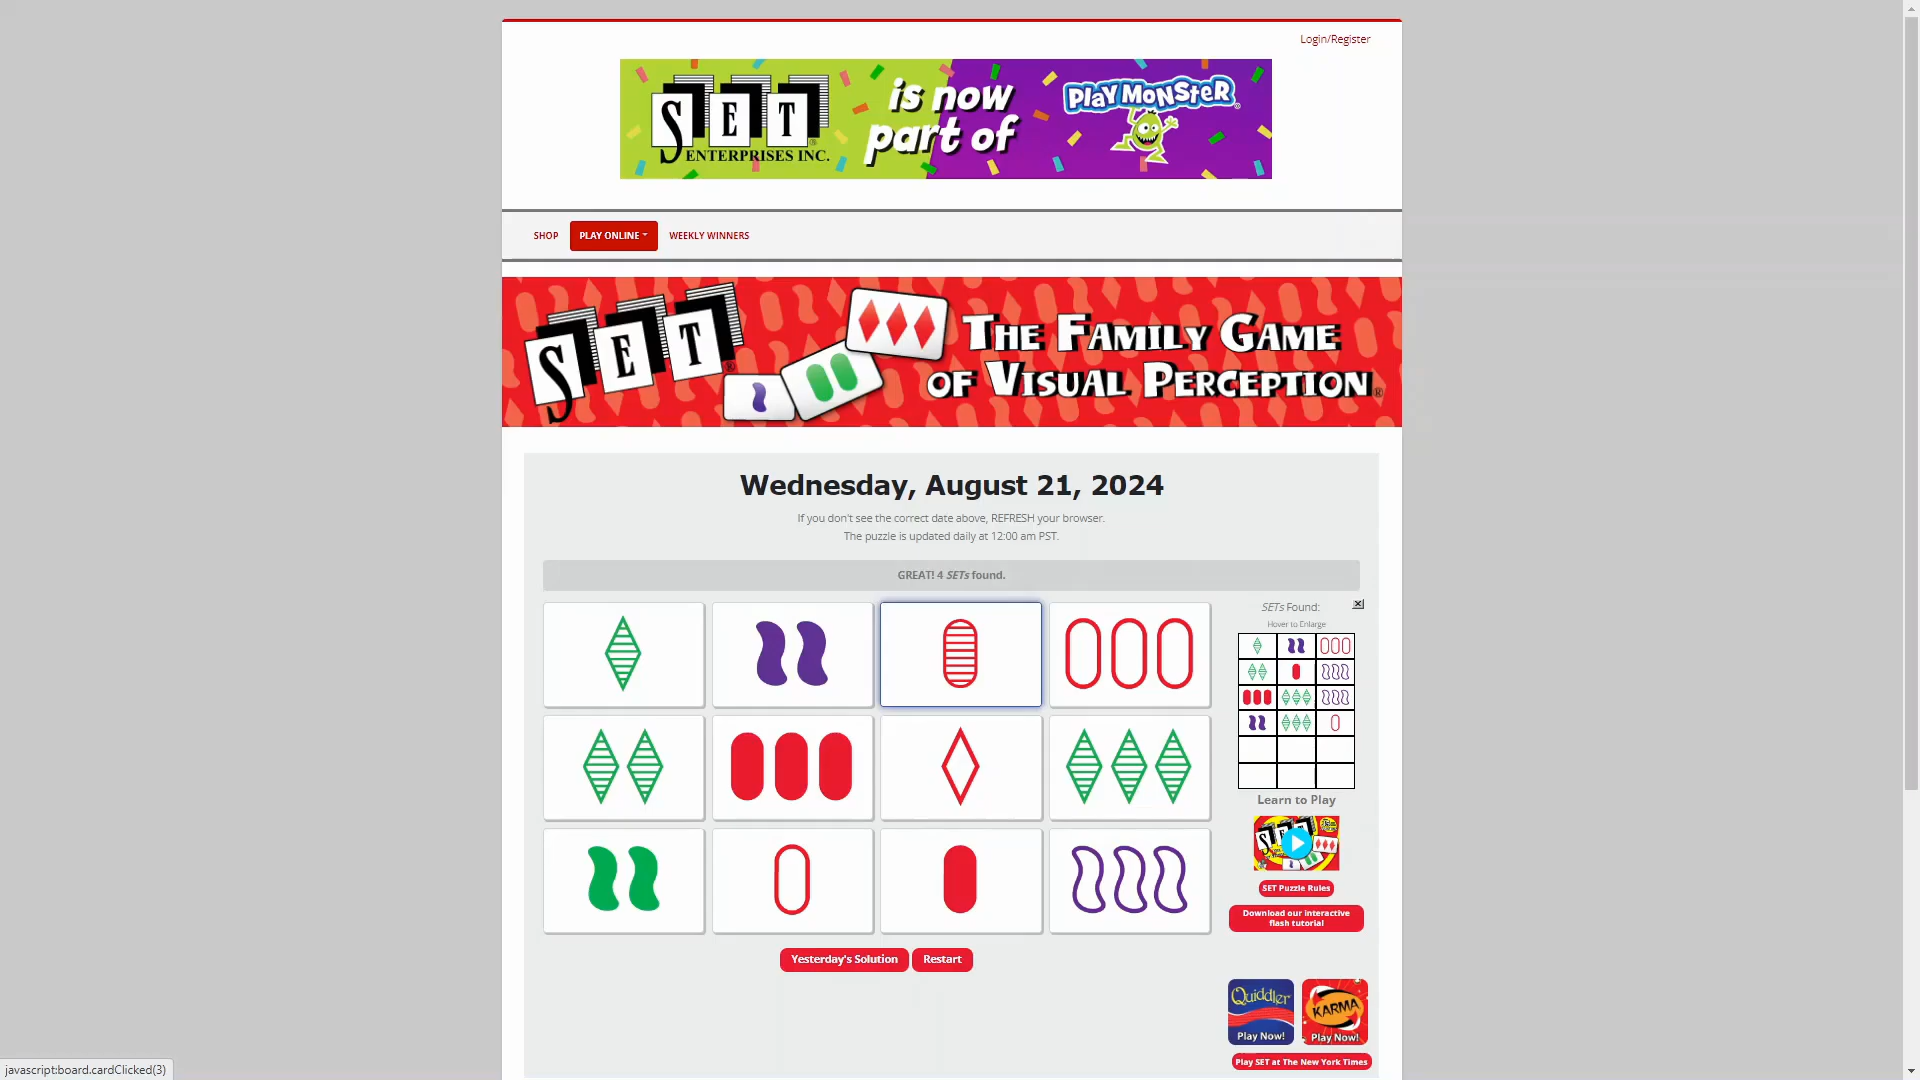 Login/Register
SET
ENTERPRISES INC.
is now
part of
PLAY MONSTER
SHOP
PLAY ONLINE
WEEKLY WINNERS
SET
THE FAMILY GAME
OF VISUAL PERCEPTION
Wednesday, August 21, 2024
If you don't see the correct date above, REFRESH your browser.
The puzzle is updated daily at 12:00 am PST.
GREAT! 4 SETs found.
SETs Found:
Hover to Enlarge
Learn to Play
SET
SET Puzzle Rules
Download our interactive
flash tutorial
Yesterday's Solution
Restart
Quiddler
Play Now!
KARMA
Play Now!
Play SET at The New York Times
javascript:board.cardClicked(3)